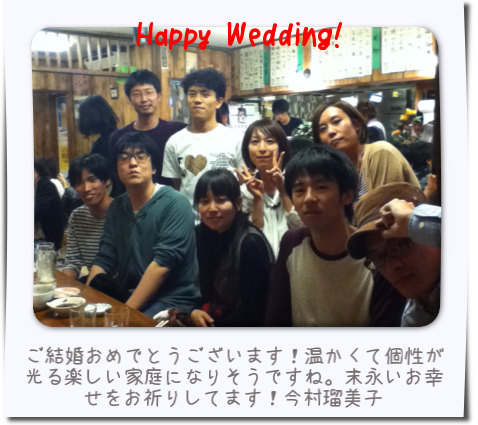 Happy Wedding!
ご結婚おめでとうございます！温かくて個性が
光る楽しい家庭になりそうですね。末永いお幸
せをお祈りしてます！今村瑠美子